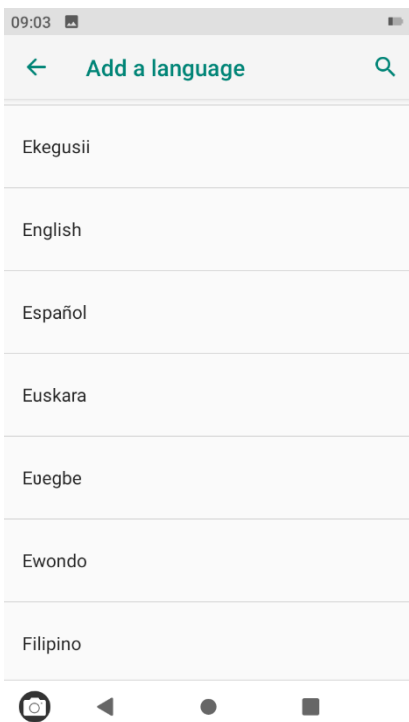 09:03
Add a language
Ekegusii
English
Español
Euskara
Eʋegbe
Ewondo
Filipino